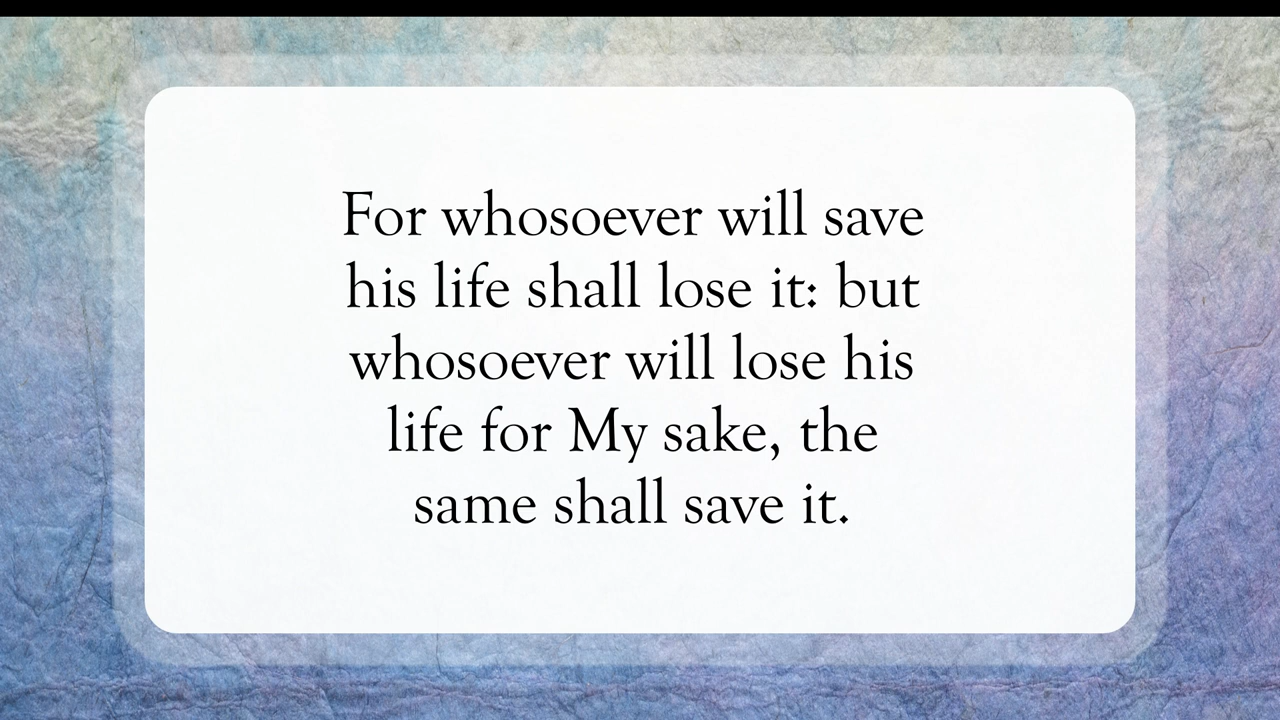 For whosoever will save
his life shall lose it: but
whosoever will lose his
life for My sake, the
same shall save it.